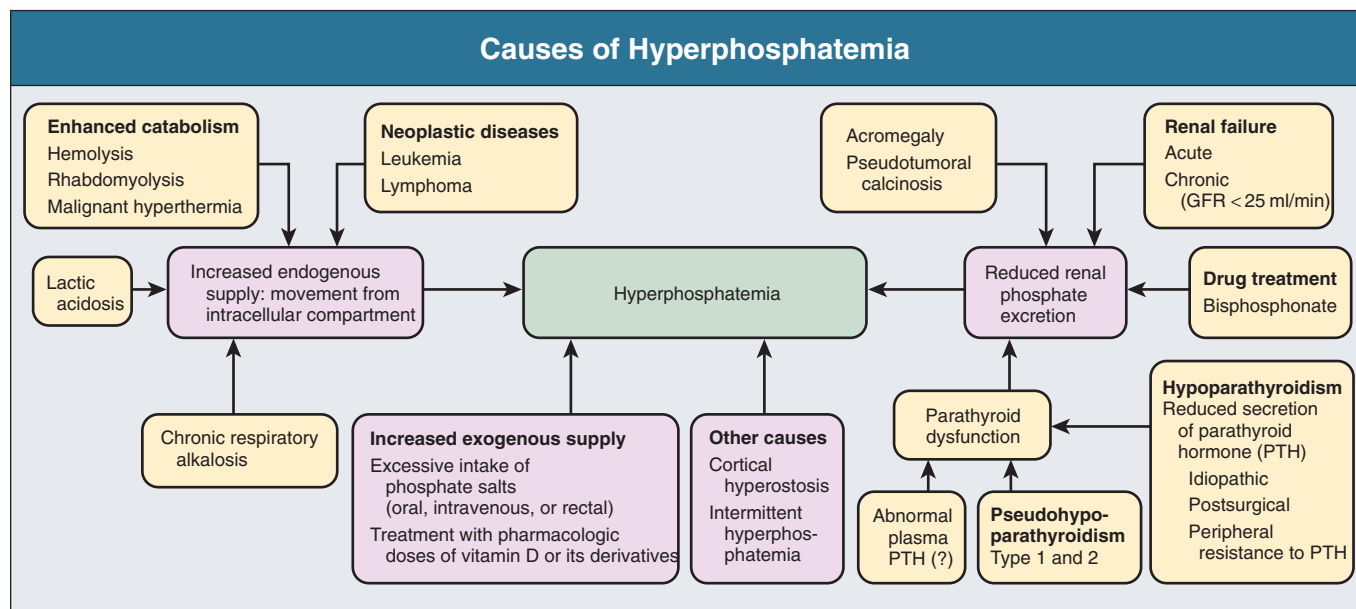 Causes of Hyperphosphatemia
Enhanced catabolism
Hemolysis
Rhabdomyolysis
Malignant hyperthermia
Neoplastic diseases
Leukemia
Lymphoma
Acromegaly
Pseudotumoral
calcinosis
Renal failure
Acute
Chronic
(GFR < 25 ml/min)
Lactic
acidosis
Increased endogenous
supply: movement from
intracellular compartment
Hyperphosphatemia
Reduced renal
phosphate
excretion
Drug treatment
Bisphosphonate
Chronic respiratory
alkalosis
Increased exogenous supply
Excessive intake of
phosphate salts
(oral, intravenous, or rectal)
Treatment with pharmacologic
doses of vitamin D or its derivatives
Other causes
Cortical
hyperostosis
Intermittent
hyperphos-
phatemia
Parathyroid
dysfunction
Abnormal
plasma
PTH (?)
Pseudohypo-
parathyroidism
Type 1 and 2
Hypoparathyroidism
Reduced secretion
of parathyroid
hormone (PTH)
Idiopathic
Postsurgical
Peripheral
resistance to PTH